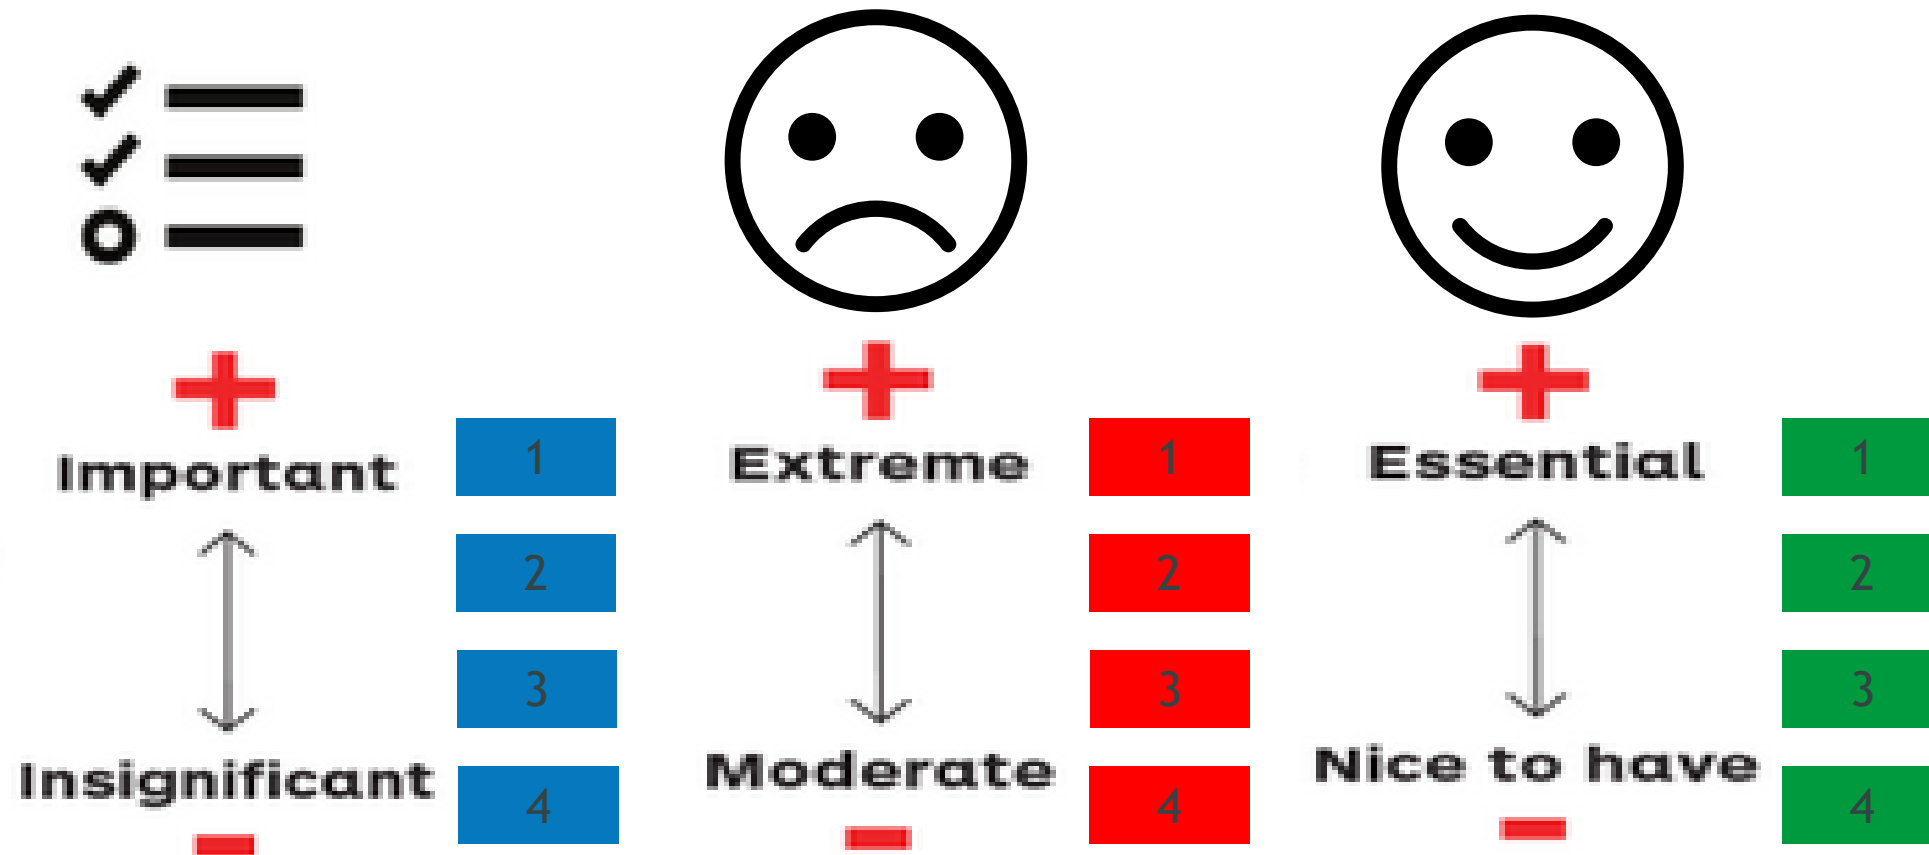 Important
1
2
3
Insignificant
4
Extreme
1
2
3
Moderate
4
Essential
1
2
3
Nice to have
4